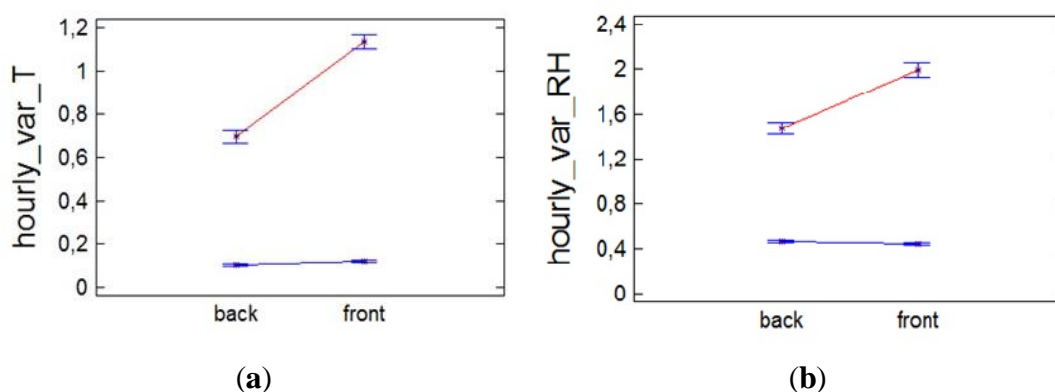 hourly_var_T
1,2
1
0,8
0,6
0,4
0,2
0
back front
(a)
hourly_var_RH
2,4
2
1,6
1,2
0,8
0,4
0
back front
(b)